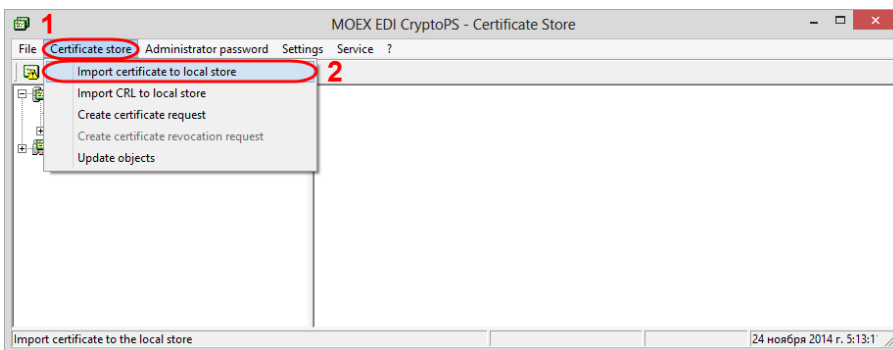 1
MOEX EDI CryptoPS - Certificate Store
File Certificate store Administrator password Settings Service ?
Import certificate to local store 2
Import CRL to local store
Create certificate request
Create certificate revocation request
Update objects
Import certificate to the local store 24 ноября 2014 г. 5:13:1